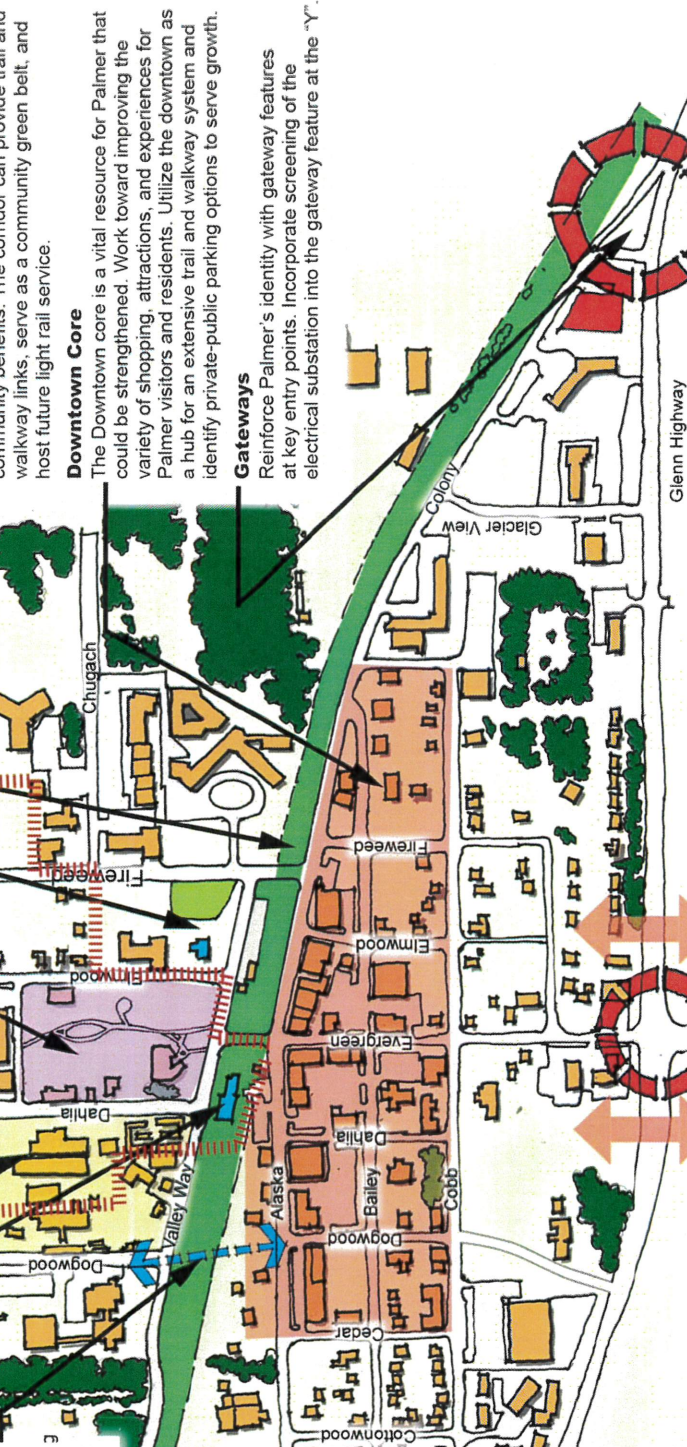 community benefits. The corridor can provide trail and
walkway links, serve as a community green belt, and
host future light rail service.
Downtown Core
The Downtown core is a vital resource for Palmer that
could be strengthened. Work toward improving the
variety of shopping, attractions, and experiences for
Palmer visitors and residents. Utilize the downtown as
a hub for an extensive trail and walkway system and
identify private-public parking options to serve growth.
Gateways
Reinforce Palmer's identity with gateway features
at key entry points. Incorporate screening of the
electrical substation into the gateway feature at the "Y".
Chugach
Fireweed
Elmwood
Dahlia
Valley Way
Dogwood
Colony
Glacier View
Glenn Highway
Fireweed
Elmwood
Evergreen
Dahlia
Alaska
Bailey
Cobb
Dogwood
Cedar
Cottonwood
g